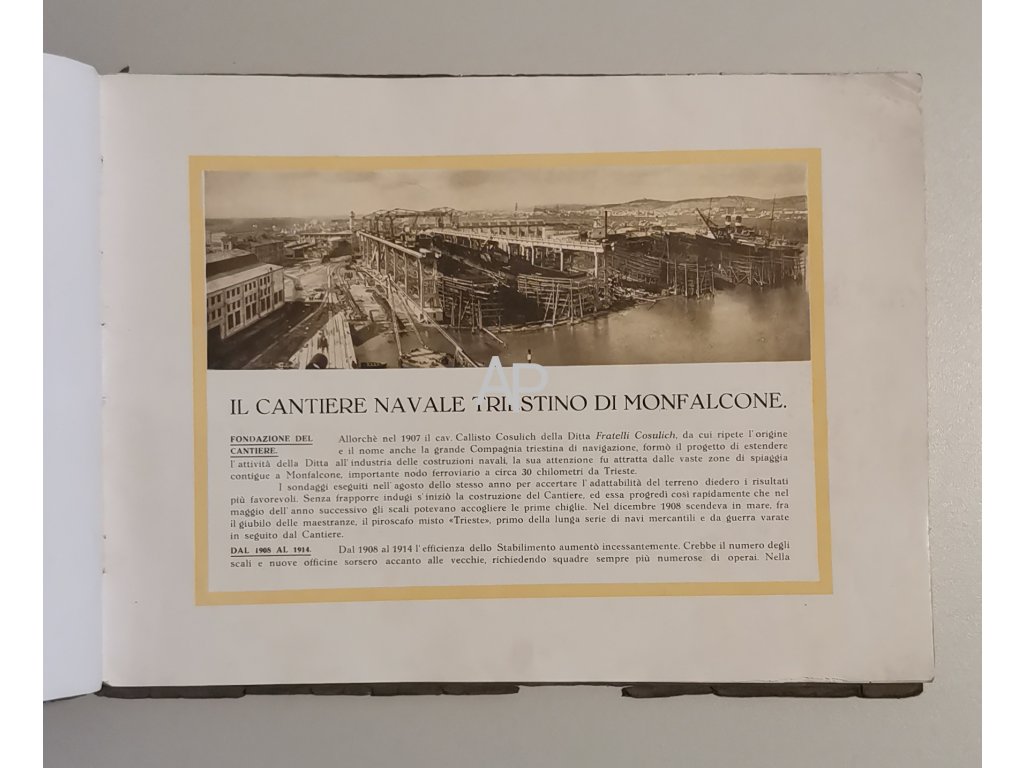 IL CANTIERE NAVALE TRIESTINO DI MONFALCONE.
FONDAZIONE DEL CANTIERE.
Allorchè nel 1907 il cav. Callisto Cosulich della Ditta Fratelli Cosulich, da cui ripete l'origine
e il nome anche la grande Compagnia triestina di navigazione, formò il progetto di estendere
l'attività della Ditta all'industria delle costruzioni navali, la sua attenzione fu attratta dalle vaste zone di spiaggia
contigue a Monfalcone, importante nodo ferroviario a circa 30 chilometri da Trieste.
I sondaggi eseguiti nell'agosto dello stesso anno per accertare l'adattabilità del terreno diedero i risultati
più favorevoli. Senza frapporre indugi s'iniziò la costruzione del Cantiere, ed essa progredì così rapidamente che nel
maggio dell'anno successivo gli scali potevano accogliere le prime chiglie. Nel dicembre 1908 scendeva in mare, fra
il giubilo delle maestranze, il piroscafo misto «Trieste», primo della lunga serie di navi mercantili e da guerra varate
in seguito dal Cantiere.
DAL 1908 AL 1914. Dal 1908 al 1914 l'efficienza dello Stabilimento aumentò incessantemente. Crebbe il numero degli
scali e nuove officine sorsero accanto alle vecchie, richiedendo squadre sempre più numerose di operai. Nella
AP